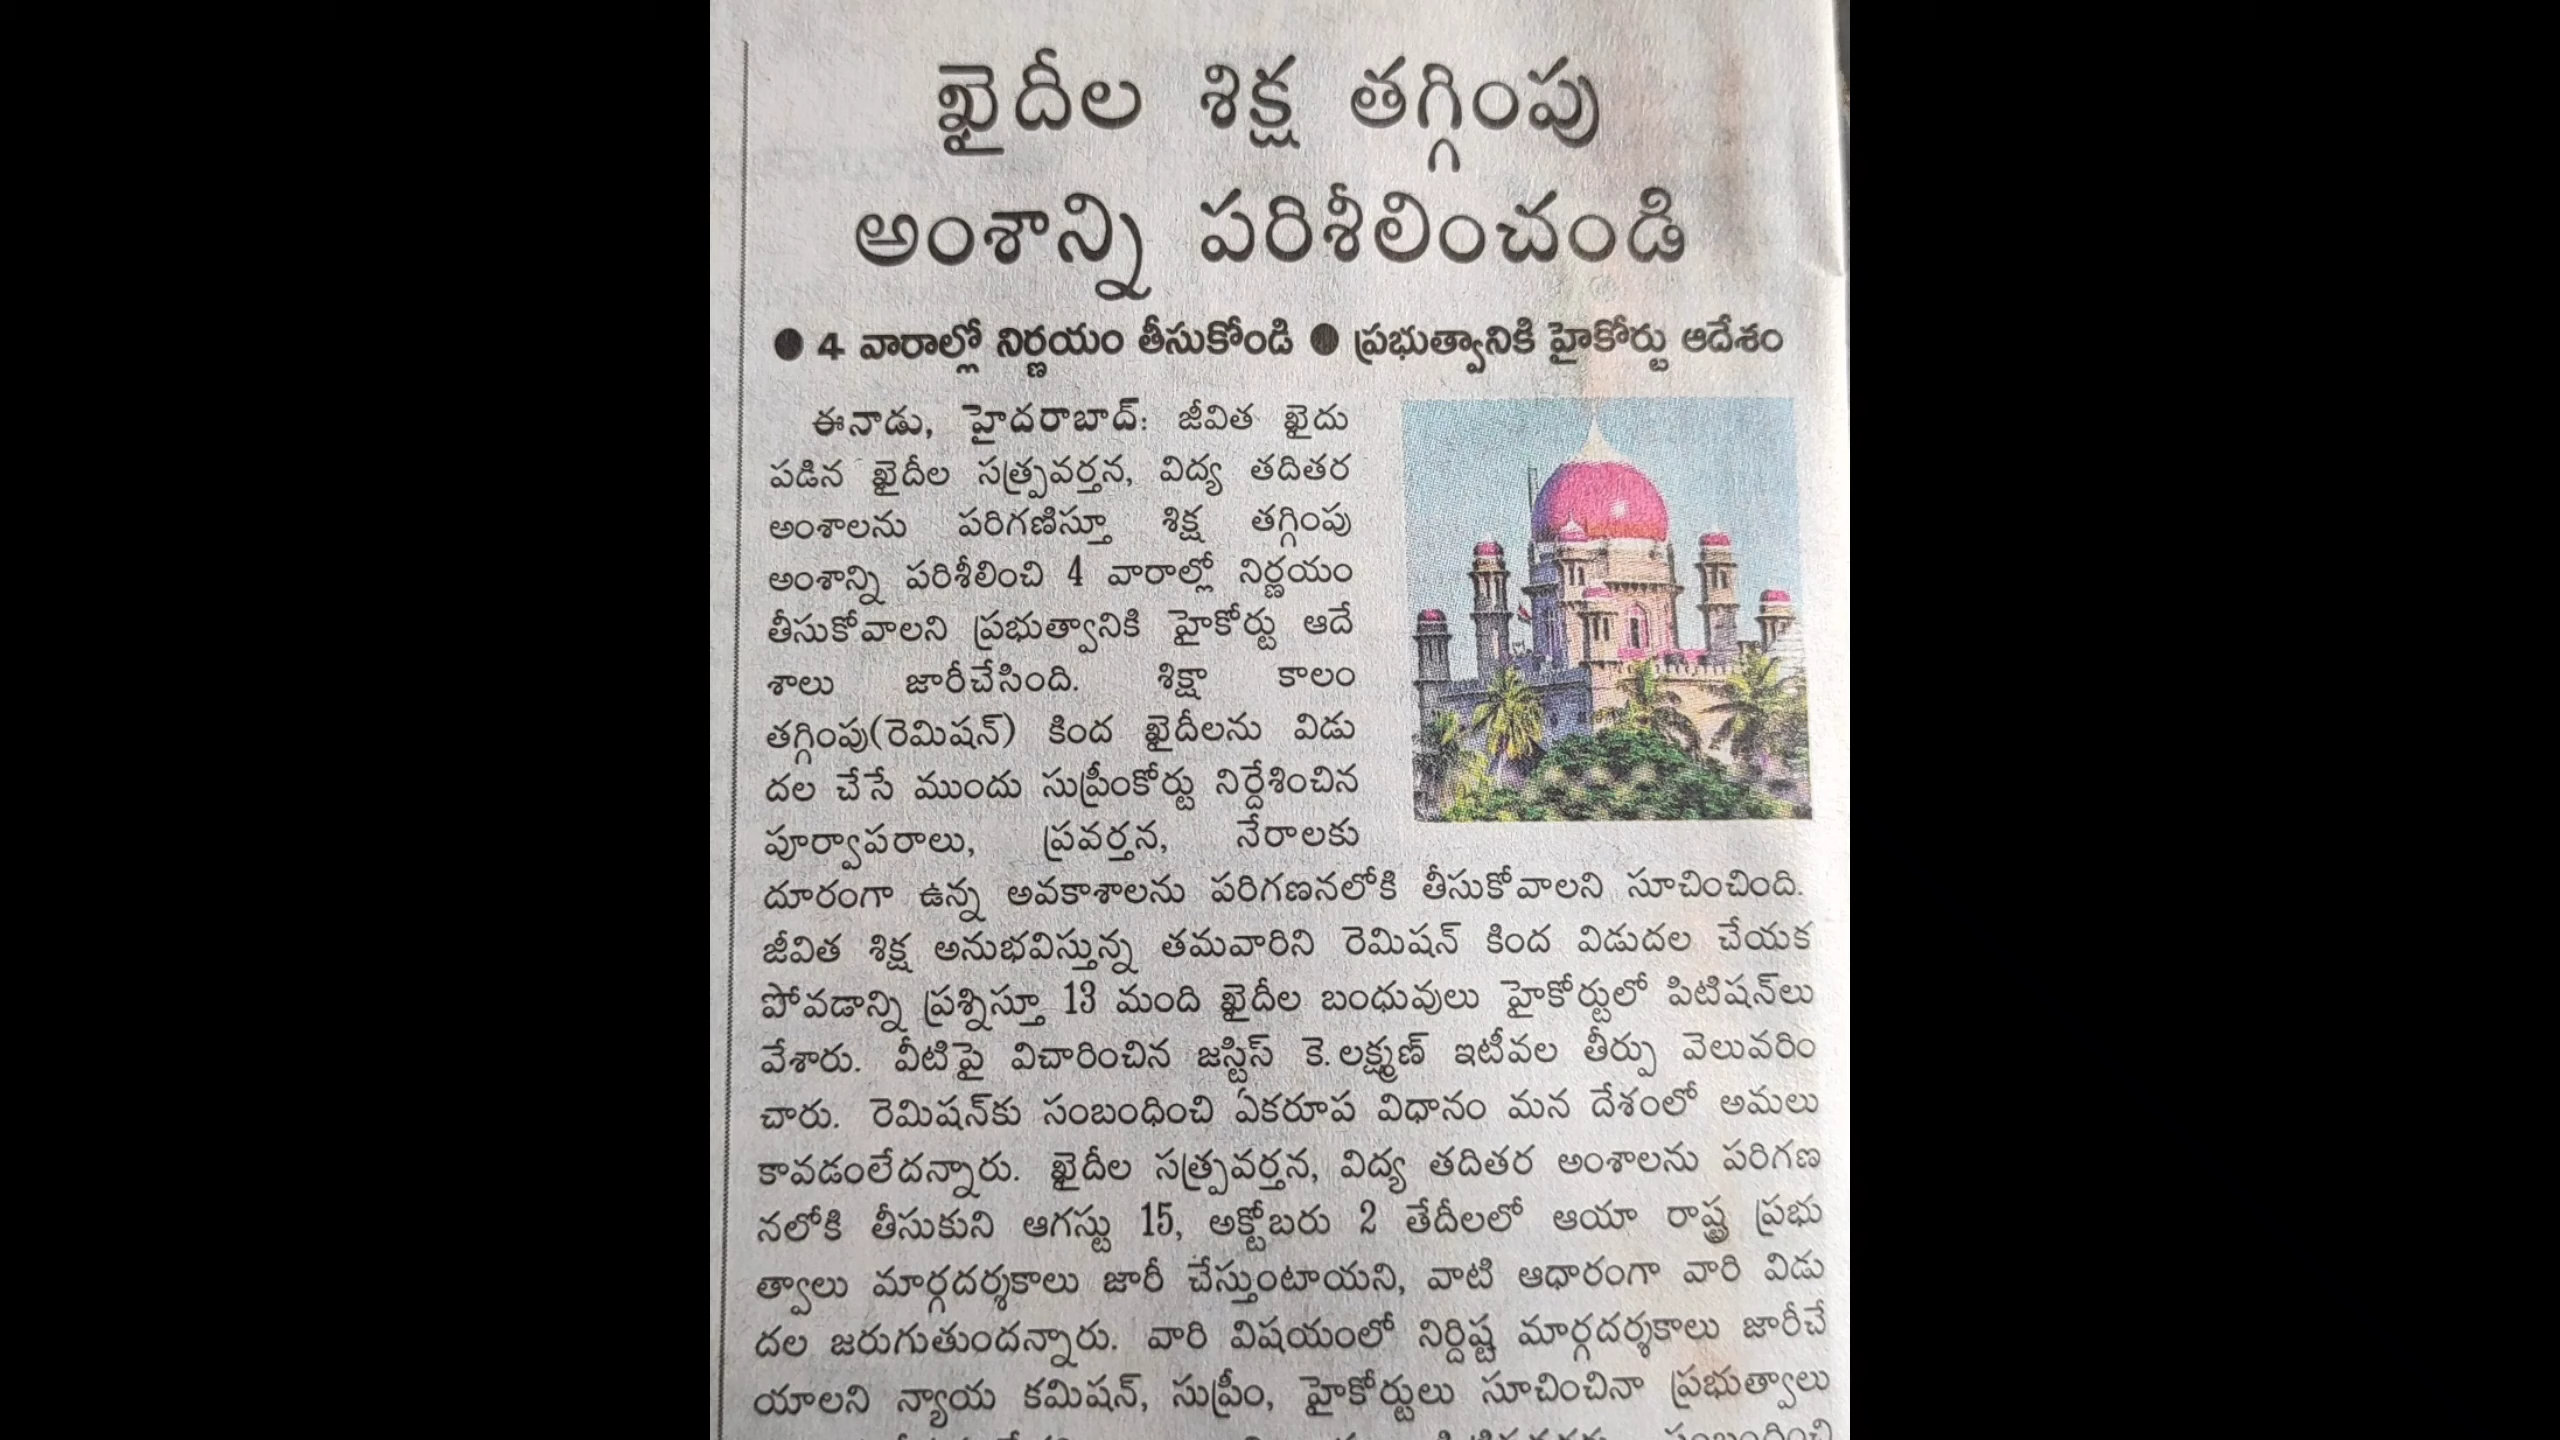 ఖైదీల శిక్ష తగ్గింపు
అంశాన్ని పరిశీలించండి
● 4 వారాల్లో నిర్ణయం తీసుకోండి ● ప్రభుత్వానికి హైకోర్టు ఆదేశం
ఈనాడు, హైదరాబాద్: జీవిత ఖైదు
పడిన ఖైదీల సత్ప్రవర్తన, విద్య తదితర
అంశాలను పరిగణిస్తూ శిక్ష తగ్గింపు
అంశాన్ని పరిశీలించి 4 వారాల్లో నిర్ణయం
తీసుకోవాలని ప్రభుత్వానికి హైకోర్టు ఆదే
శాలు జారీచేసింది. శిక్షా కాలం
తగ్గింపు(రెమిషన్) కింద ఖైదీలను విడు
దల చేసే ముందు సుప్రీంకోర్టు నిర్దేశించిన
పూర్వాపరాలు, ప్రవర్తన, నేరాలకు
దూరంగా ఉన్న అవకాశాలను పరిగణనలోకి తీసుకోవాలని సూచించింది.
జీవిత శిక్ష అనుభవిస్తున్న తమవారిని రెమిషన్ కింద విడుదల చేయక
పోవడాన్ని ప్రశ్నిస్తూ 13 మంది ఖైదీల బంధువులు హైకోర్టులో పిటిషన్‌లు
వేశారు. వీటిపై విచారించిన జస్టిస్ కె.లక్ష్మణ్ ఇటీవల తీర్పు వెలువరిం
చారు. రెమిషన్‌కు సంబంధించి ఏకరూప విధానం మన దేశంలో అమలు
కావడంలేదన్నారు. ఖైదీల సత్ప్రవర్తన, విద్య తదితర అంశాలను పరిగణ
నలోకి తీసుకుని ఆగస్టు 15, అక్టోబరు 2 తేదీలలో ఆయా రాష్ట్ర ప్రభు
త్వాలు మార్గదర్శకాలు జారీ చేస్తుంటాయని, వాటి ఆధారంగా వారి విడు
దల జరుగుతుందన్నారు. వారి విషయంలో నిర్దిష్ట మార్గదర్శకాలు జారీచే
యాలని న్యాయ కమిషన్, సుప్రీం, హైకోర్టులు సూచించినా ప్రభుత్వాలు